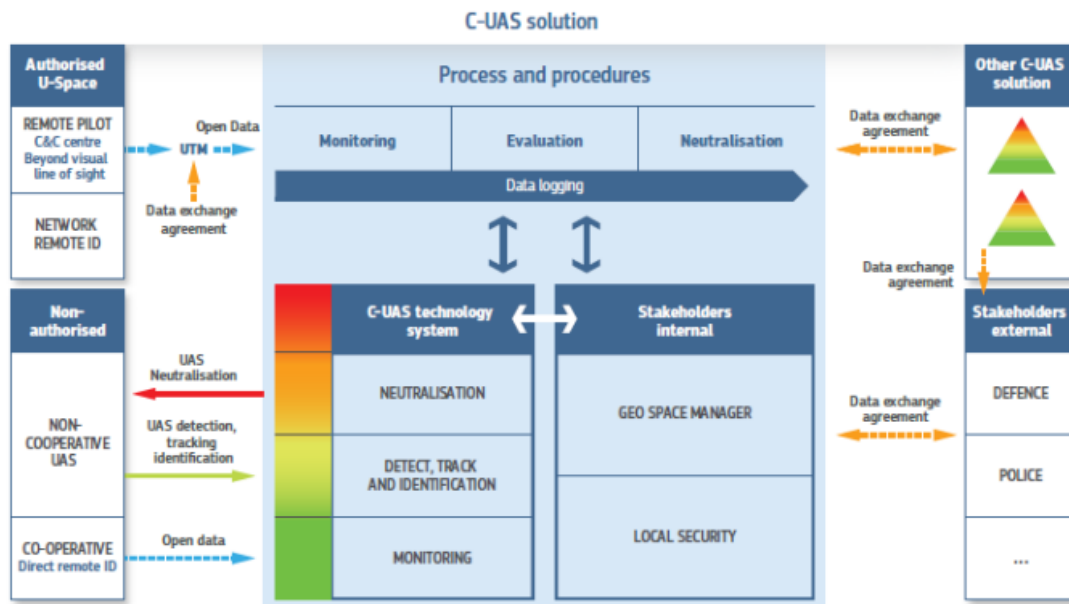 C-UAS solution
Authorised
U-Space
REMOTE PILOT
C&C centre
Beyond visual
line of sight
NETWORK
REMOTE ID
Open Data
UTM
Data exchange
agreement
Process and procedures
Monitoring
Evaluation
Neutralisation
Data logging
Data exchange
agreement
Other C-UAS
solution
Data exchange
agreement
Non-
authorised
NON-
COOPERATIVE
UAS
CO-OPERATIVE
Direct remote ID
UAS
Neutralisation
UAS detection,
tracking
identification
Open data
C-UAS technology
system
NEUTRALISATION
DETECT, TRACK
AND IDENTIFICATION
MONITORING
Stakeholders
internal
GEO SPACE MANAGER
LOCAL SECURITY
Data exchange
agreement
Stakeholders
external
DEFENCE
POLICE
...